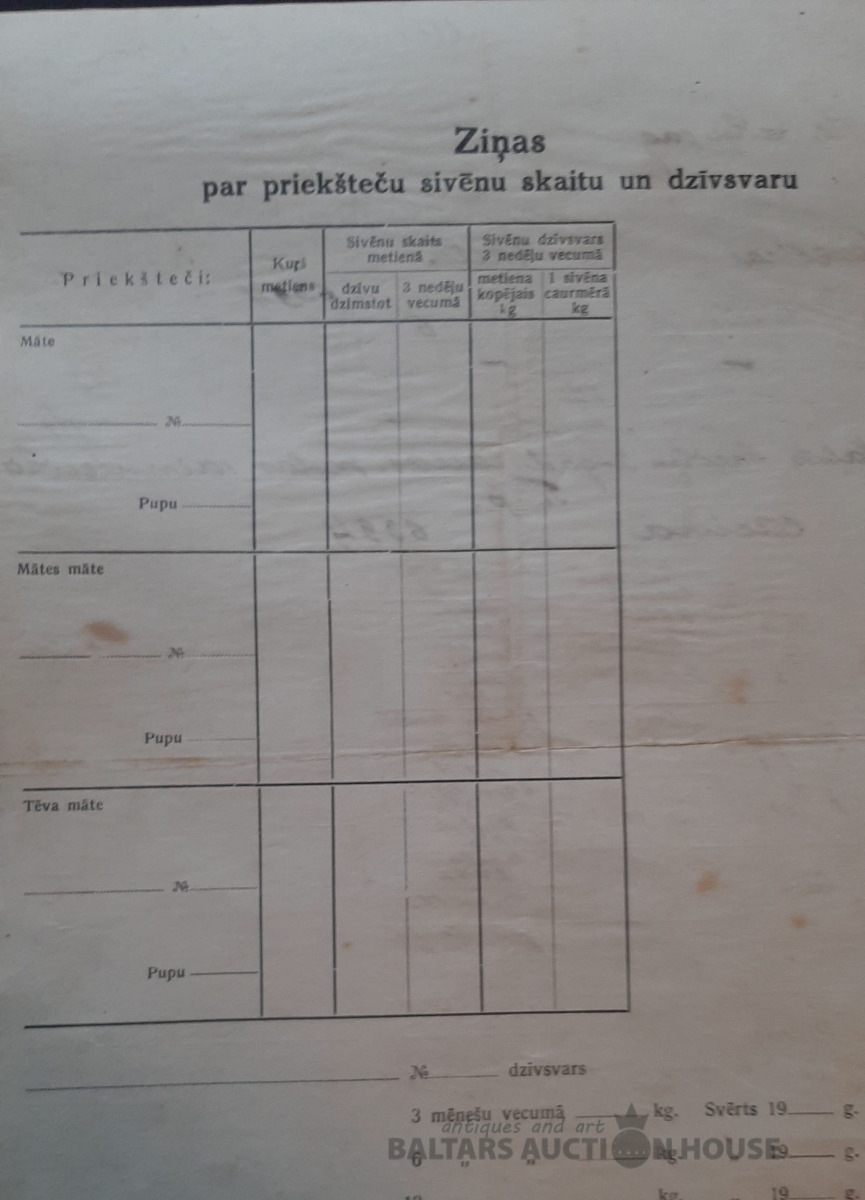 Ziņas
par priekšteču sivēnu skaitu un dzīvsvaru
Priekšteči:
Kuŗš metiens
Sivēnu skaits metienā
dzīvu dzimstot
3 nedēļu vecumā
Sivēnu dzīvsvars 3 nedēļu vecumā
metiena kopējais kg
1 sivēna caurmērā kg
Māte
№
Pupu
Mātes māte
№
Pupu
Tēva māte
№
Pupu
№ dzīvsvars
3 mēnešu vecumā kg. Svērts 19 g.
antiques and art
BALTARS AUCTION HOUSE
6 " " kg. 19 g.
kg. 19 g.